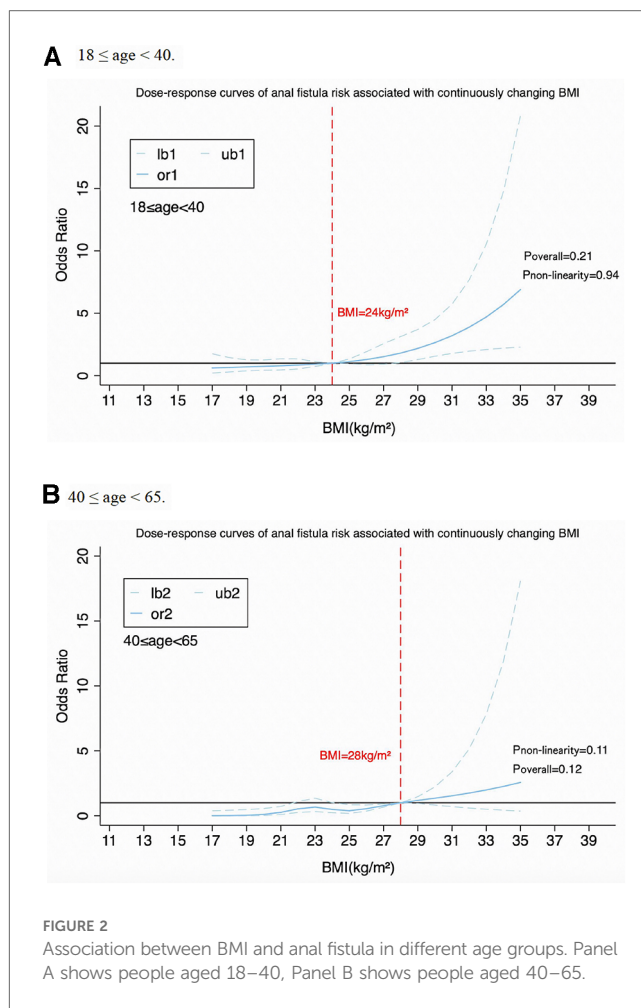 A 18 ≤ age < 40.
Dose-response curves of anal fistula risk associated with continuously changing BMI
20
15
10
5
0
Odds Ratio
lb1 ub1
or1
18≤age<40
Poverall=0.21
Pnon-linearity=0.94
BMI=24kg/m²
11 13 15 17 19 21 23 25 27 29 31 33 35 37 39
BMI(kg/m²)
B 40 ≤ age < 65.
Dose-response curves of anal fistula risk associated with continuously changing BMI
20
15
10
5
0
Odds Ratio
lb2 ub2
or2
40≤age<65
BMI=28kg/m²
Pnon-linearity=0.11
Poverall=0.12
11 13 15 17 19 21 23 25 27 29 31 33 35 37 39
BMI(kg/m²)
FIGURE 2
Association between BMI and anal fistula in different age groups. Panel
A shows people aged 18–40, Panel B shows people aged 40–65.